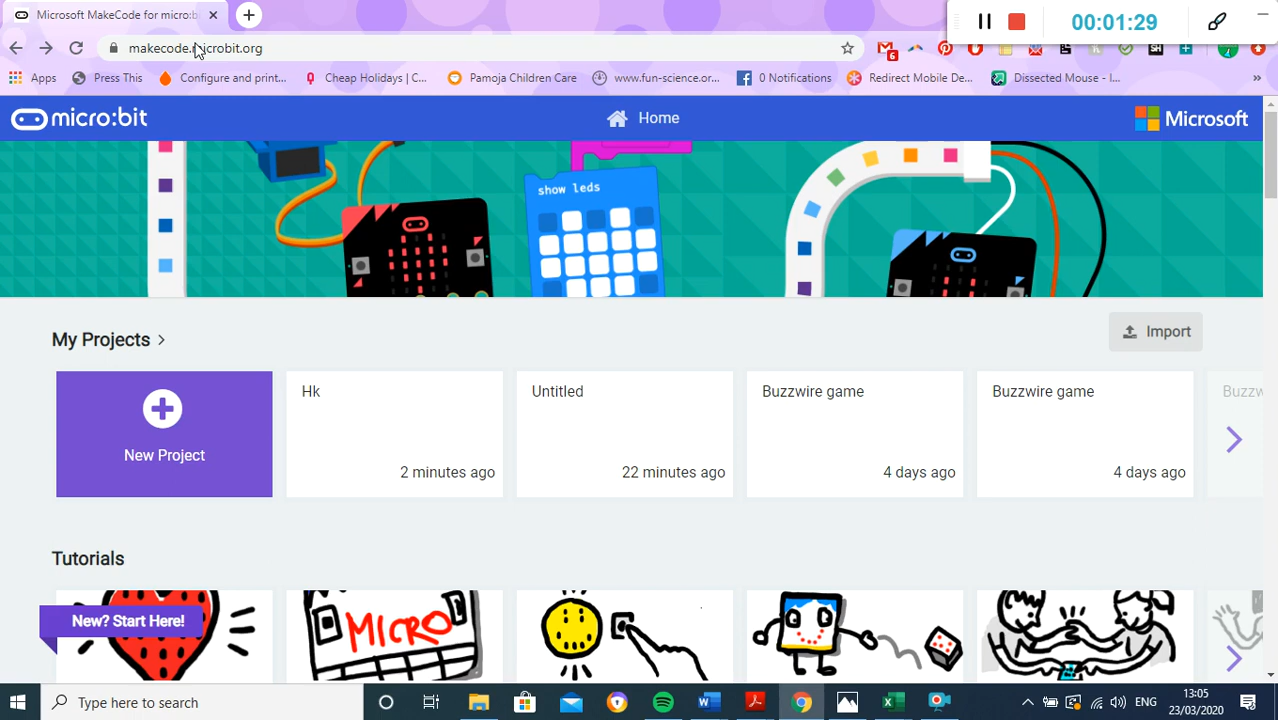 Microsoft MakeCode for micro:b
00:01:29
makecode.microbit.org
6
SH
Apps
Press This
Configure and print...
Cheap Holidays | C...
Pamoja Children Care
www.fun-science.o...
0 Notifications
Redirect Mobile De...
Dissected Mouse - I...
»
micro:bit
Home
Microsoft
show leds
My Projects >
Import
New Project
Hk
2 minutes ago
Untitled
22 minutes ago
Buzzwire game
4 days ago
Buzzwire game
4 days ago
Buzzw
Tutorials
New? Start Here!
MICRO
Type here to search
ENG
13:05
23/03/2020